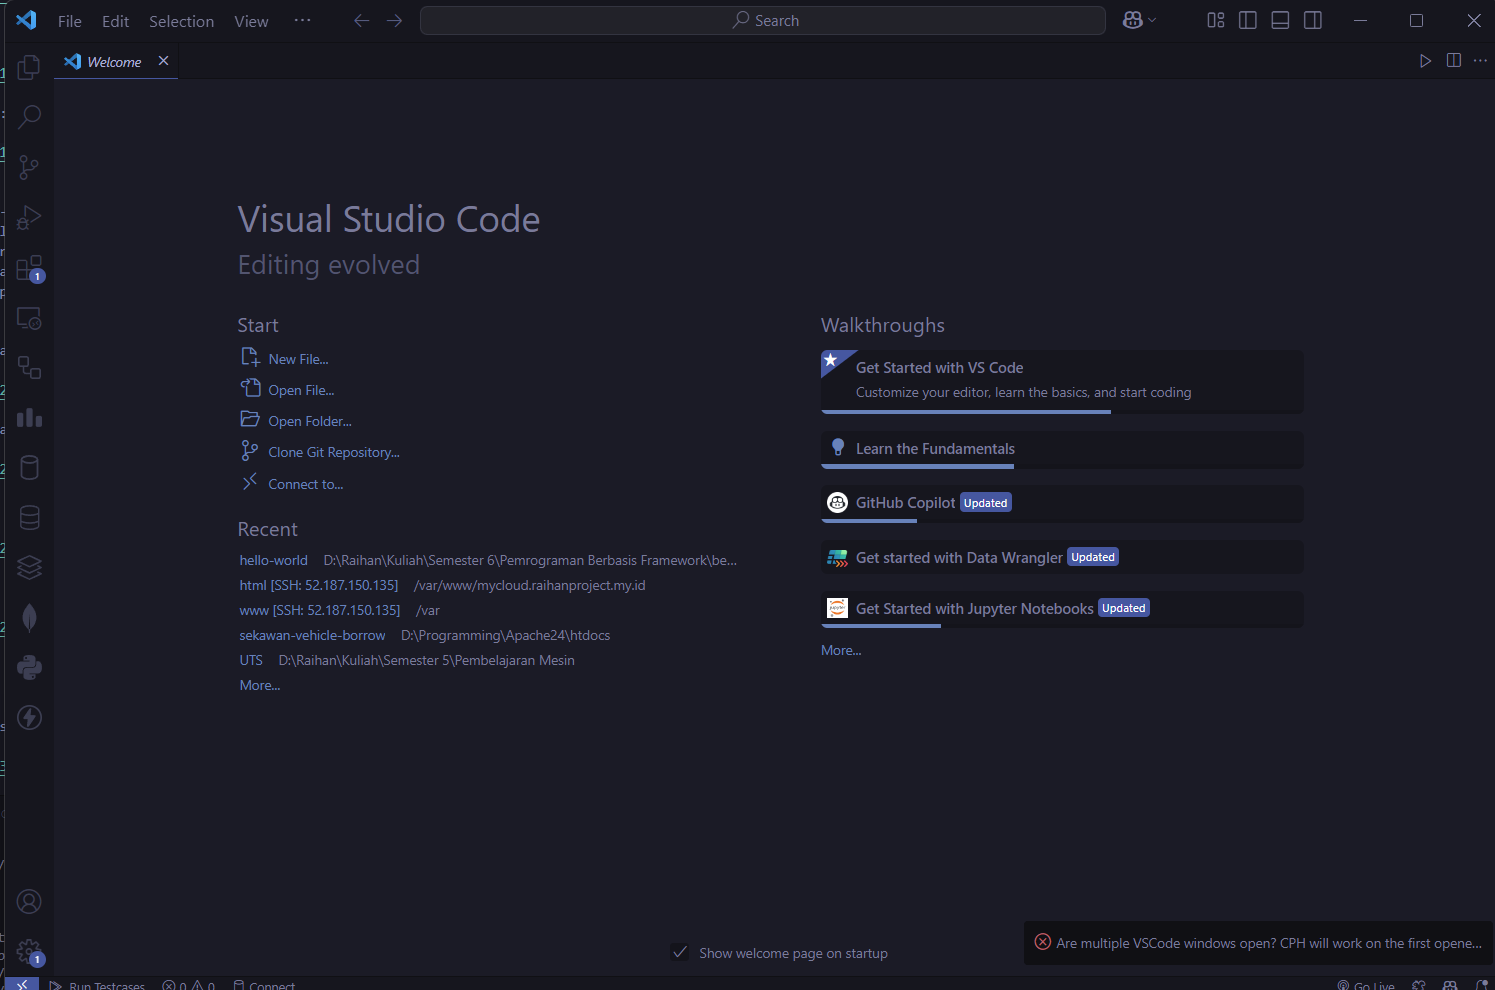 File Edit Selection View ··· Search
Welcome
Visual Studio Code
Editing evolved
Start
New File...
Open File...
Open Folder...
Clone Git Repository...
Connect to...
Recent
hello-world D:\Raihan\Kuliah\Semester 6\Pemrograman Berbasis Framework\be...
html [SSH: 52.187.150.135] /var/www/mycloud.raihanproject.my.id
www [SSH: 52.187.150.135] /var
sekawan-vehicle-borrow D:\Programming\Apache24\htdocs
UTS D:\Raihan\Kuliah\Semester 5\Pembelajaran Mesin
More...
Walkthroughs
Get Started with VS Code
Customize your editor, learn the basics, and start coding
Learn the Fundamentals
GitHub Copilot Updated
Get started with Data Wrangler Updated
Get Started with Jupyter Notebooks Updated
More...
1
1
Show welcome page on startup
Are multiple VSCode windows open? CPH will work on the first opene...
Run Testcases 0 0 Connect Go Live